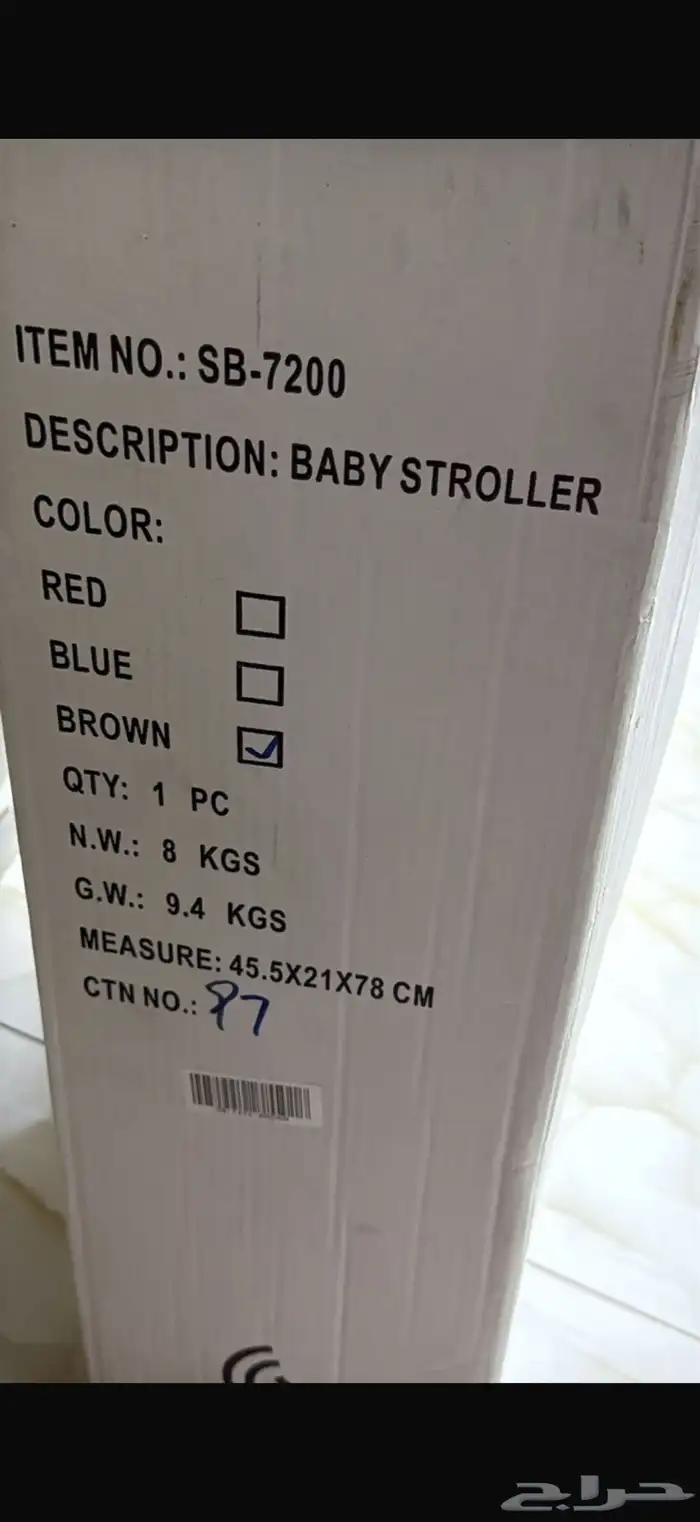 ITEM NO.: SB-7200
DESCRIPTION: BABY STROLLER
COLOR:
RED
BLUE
BROWN
QTY: 1 PC
N.W.: 8 KGS
G.W.: 9.4 KGS
MEASURE: 45.5X21X78 CM
CTN NO.: 87
حراج